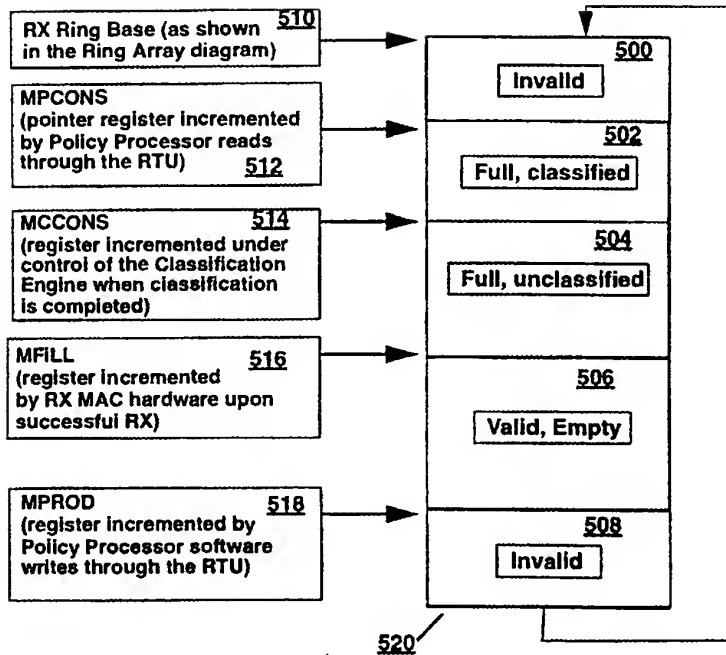 RX Ring Base (as shown 510
in the Ring Array diagram)
MPCONS
(pointer register incremented
by Policy Processor reads
through the RTU) 512
MCCONS 514
(register incremented under
control of the Classification
Engine when classification
is completed)
MFiLL 516
(register incremented
by RX MAC hardware upon
successful RX)
MPROD 518
(register incremented by
Policy Processor software
writes through the RTU)
500
Invalid
502
Full, classified
504
Full, unclassified
506
Valid, Empty
508
Invalid
520